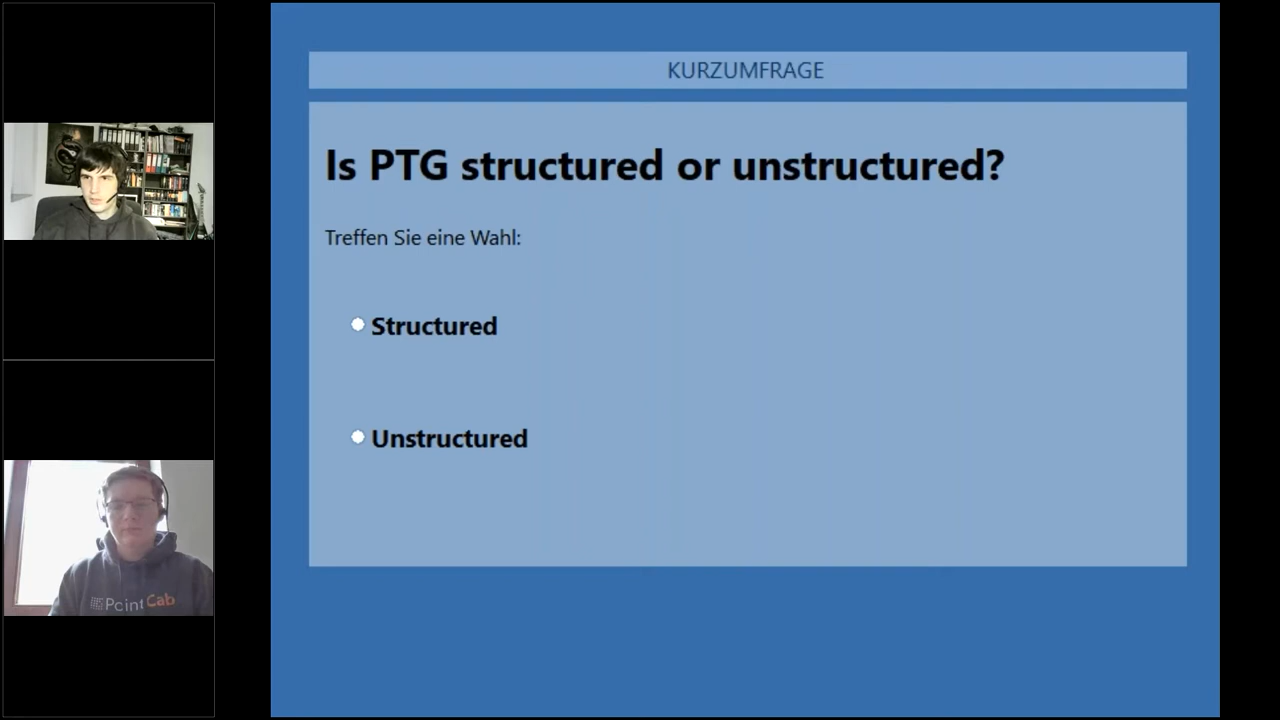 KURZUMFRAGE
Is PTG structured or unstructured?
Treffen Sie eine Wahl:
Structured
Unstructured
PointCab